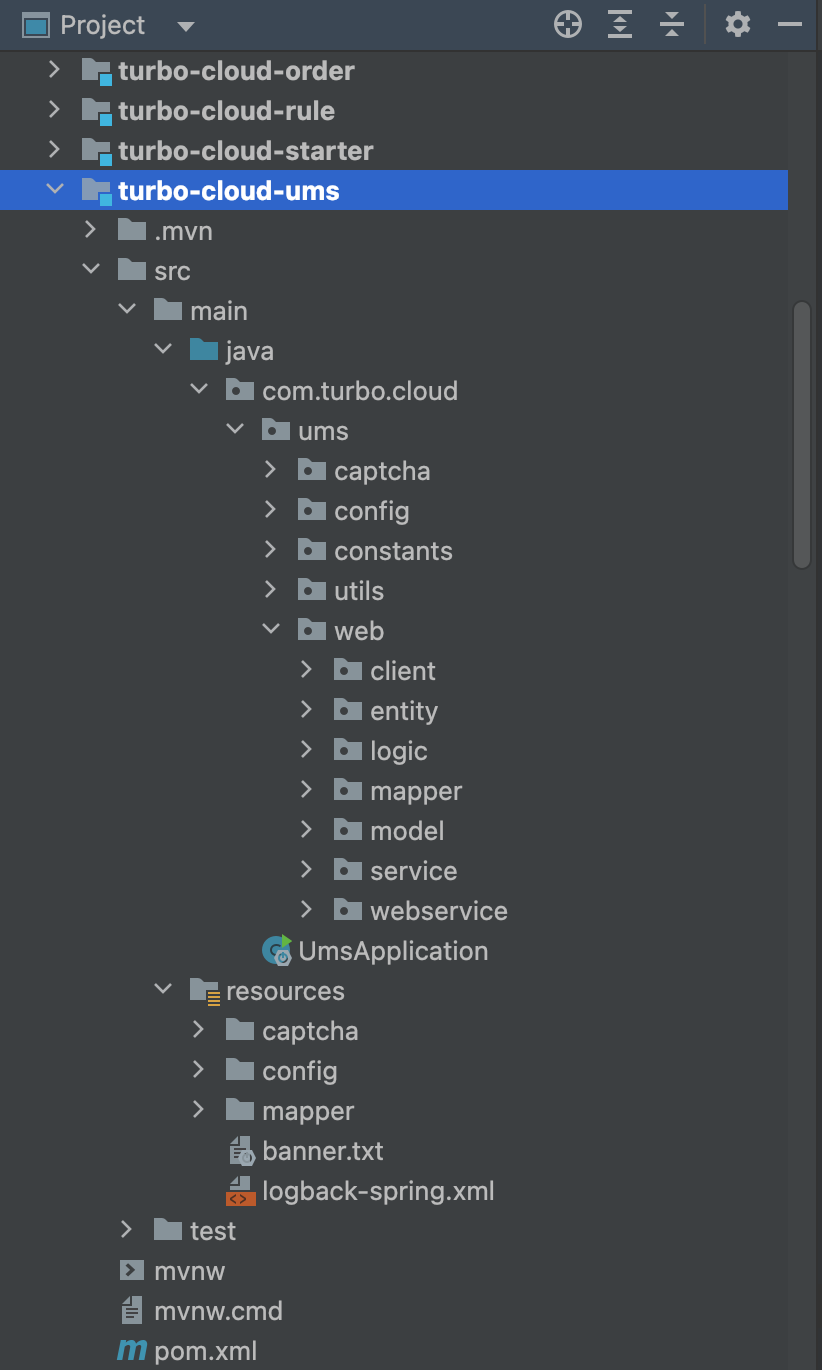 Project
turbo-cloud-order
turbo-cloud-rule
turbo-cloud-starter
turbo-cloud-ums
.mvn
src
main
java
com.turbo.cloud
ums
captcha
config
constants
utils
web
client
entity
logic
mapper
model
service
webservice
UmsApplication
resources
captcha
config
mapper
banner.txt
logback-spring.xml
test
mvnw
mvnw.cmd
pom.xml